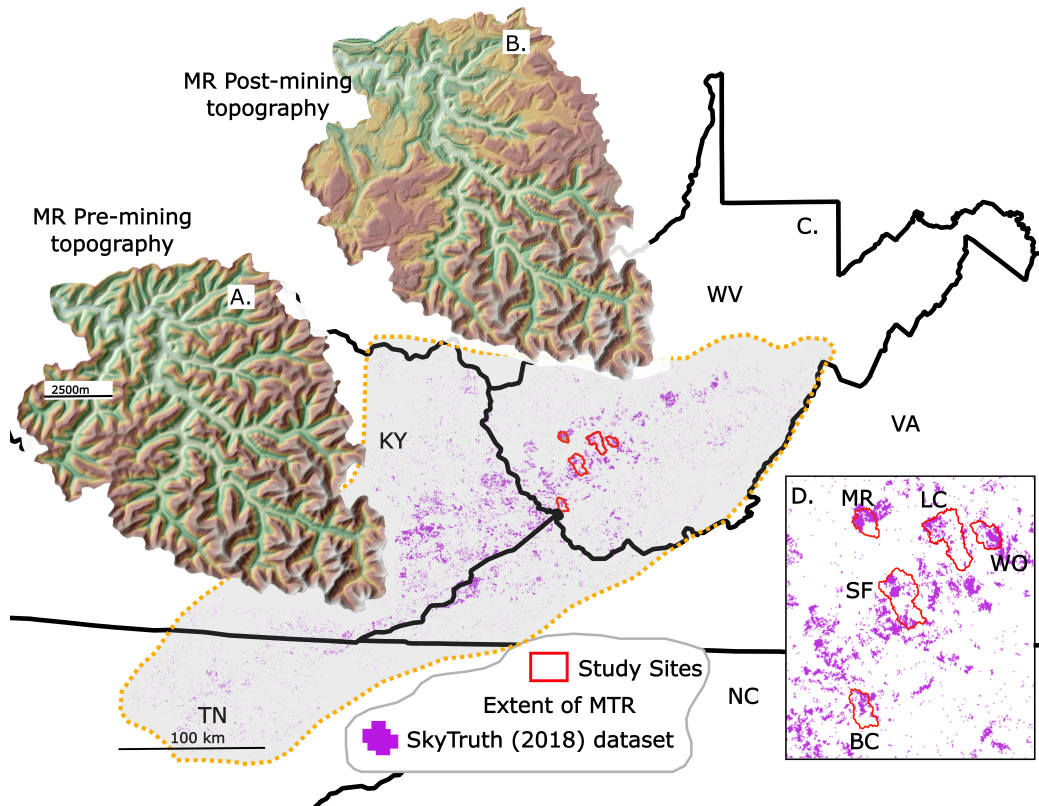 B.
MR Post-mining
topography
MR Pre-mining
topography
A.
2500m
C.
WV
KY
VA
D.
MR
LC
WO
SF
BC
Study Sites
Extent of MTR
SkyTruth (2018) dataset
NC
TN
100 km